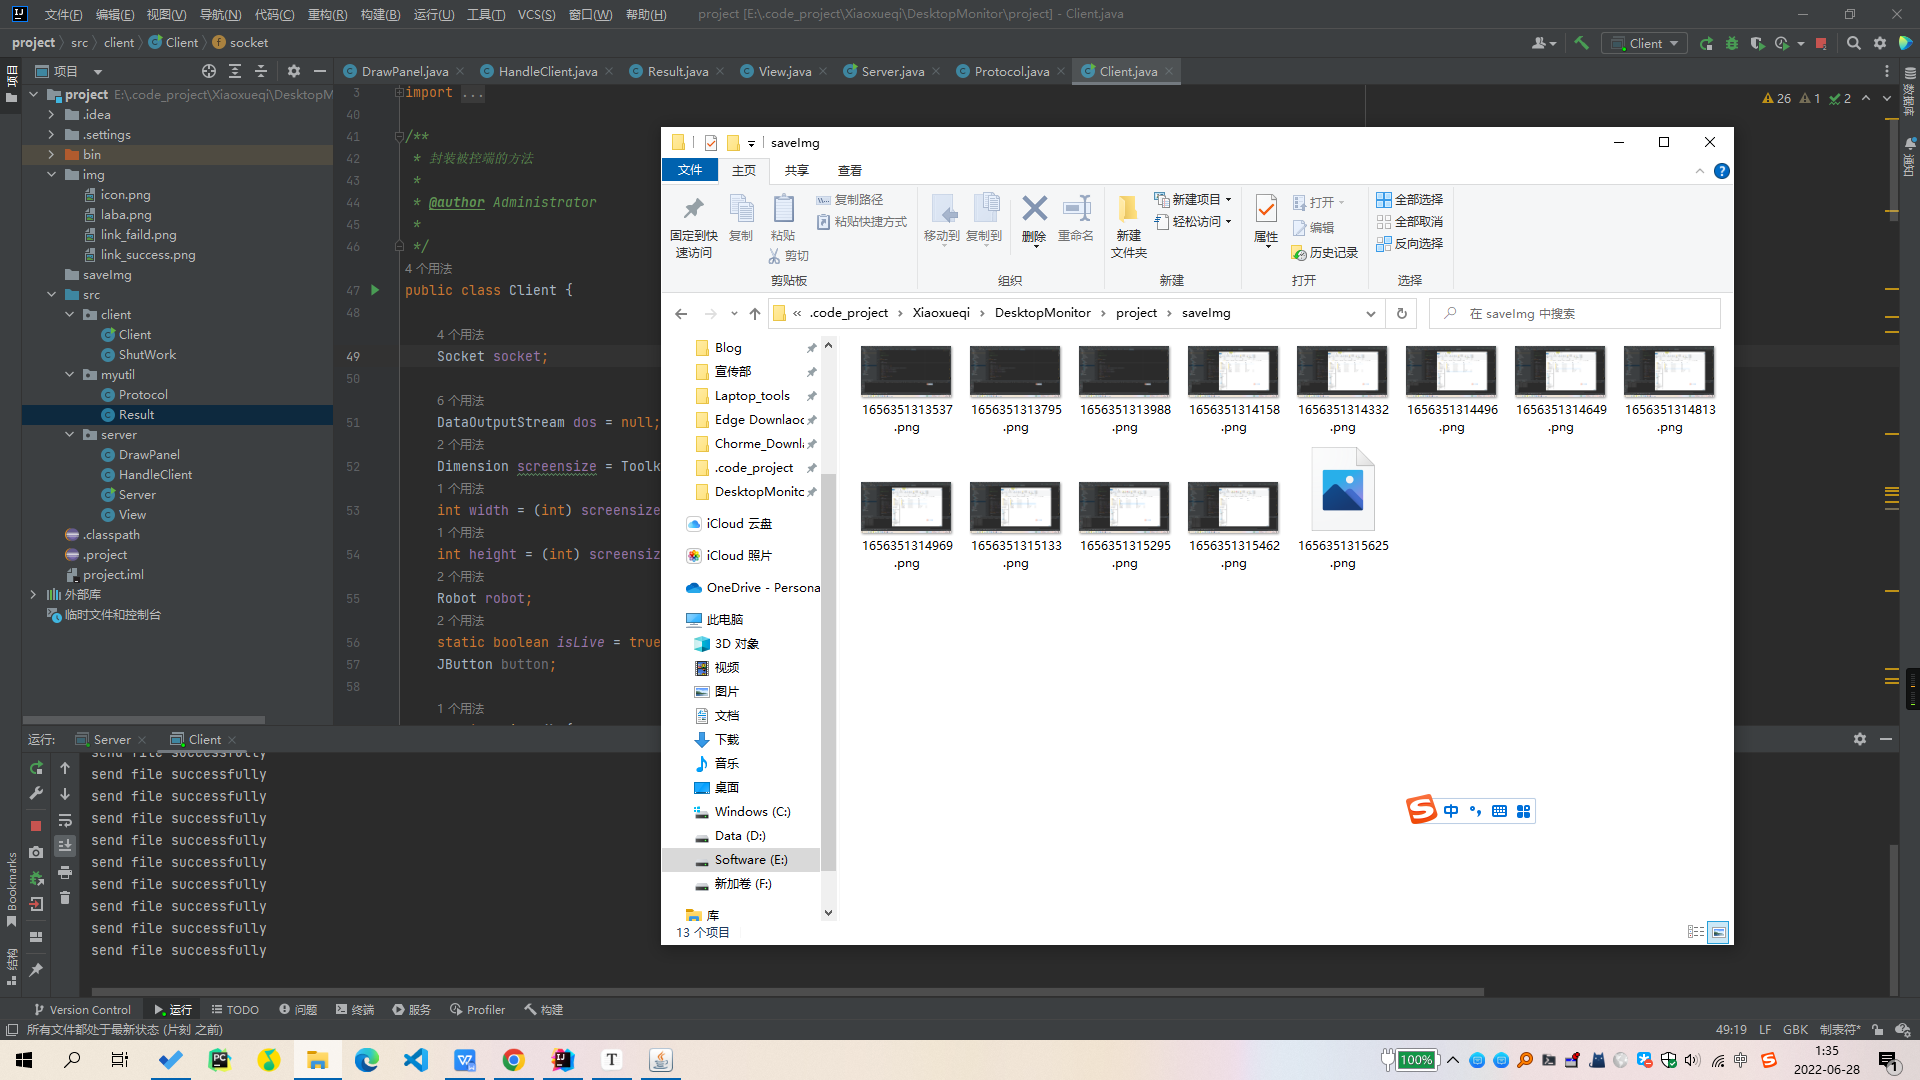 文件(F) 编辑(E) 视图(V) 导航(N) 代码(C) 重构(R) 构建(B) 运行(U) 工具(T) VCS(S) 窗口(W) 帮助(H) project [E:\.code_project\Xiaoxueqi\DesktopMonitor\project] - Client.java
project src client Client socket
Client
项目
DrawPanel.java HandleClient.java Result.java View.java Server.java Protocol.java Client.java
project E:\.code_project\Xiaoxueqi\DesktopM
.idea
.settings
bin
img
icon.png
laba.png
link_faild.png
link_success.png
saveImg
src
client
Client
ShutWork
myutil
Protocol
Result
server
DrawPanel
HandleClient
Server
View
.classpath
.project
project.iml
外部库
临时文件和控制台
项目
Bookmarks
结构
数据库
通知
26 1 2
3 import ...
40
41 /**
42 * 封装被控端的方法
43 *
44 * @author Administrator
45 *
46 */
4 个用法
47 public class Client {
48
4 个用法
49 Socket socket;
50
6 个用法
51 DataOutputStream dos = null;
2 个用法
52 Dimension screensize = Toolk
1 个用法
53 int width = (int) screensize
1 个用法
54 int height = (int) screensiz
2 个用法
55 Robot robot;
2 个用法
56 static boolean isLive = true
57 JButton button;
58
1 个用法
saveImg
文件 主页 共享 查看
固定到快速访问
复制
粘贴
复制路径
粘贴快捷方式
剪切
剪贴板
移动到
复制到
删除
重命名
组织
新建
文件夹
新建项目
轻松访问
新建
属性
打开
编辑
历史记录
打开
全部选择
全部取消
反向选择
选择
« .code_project Xiaoxueqi DesktopMonitor project saveImg
在 saveImg 中搜索
Blog
宣传部
Laptop_tools
Edge Downlaoc
Chorme_Downl
.code_project
DesktopMonitc
iCloud 云盘
iCloud 照片
OneDrive - Persona
此电脑
3D 对象
视频
图片
文档
下载
音乐
桌面
Windows (C:)
Data (D:)
Software (E:)
新加卷 (F:)
库
1656351313537.png
1656351313795.png
1656351313988.png
1656351314158.png
1656351314332.png
1656351314496.png
1656351314649.png
1656351314813.png
1656351314969.png
1656351315133.png
1656351315295.png
1656351315462.png
1656351315625.png
13 个项目
中
运行: Server Client
send file successfully
send file successfully
send file successfully
send file successfully
send file successfully
send file successfully
send file successfully
send file successfully
send file successfully
send file successfully
Version Control 运行 TODO 问题 终端 服务 Profiler 构建
所有文件都处于最新状态 (片刻 之前)
49:19 LF GBK 制表符*
100%
中
1:35
2022-06-28
1